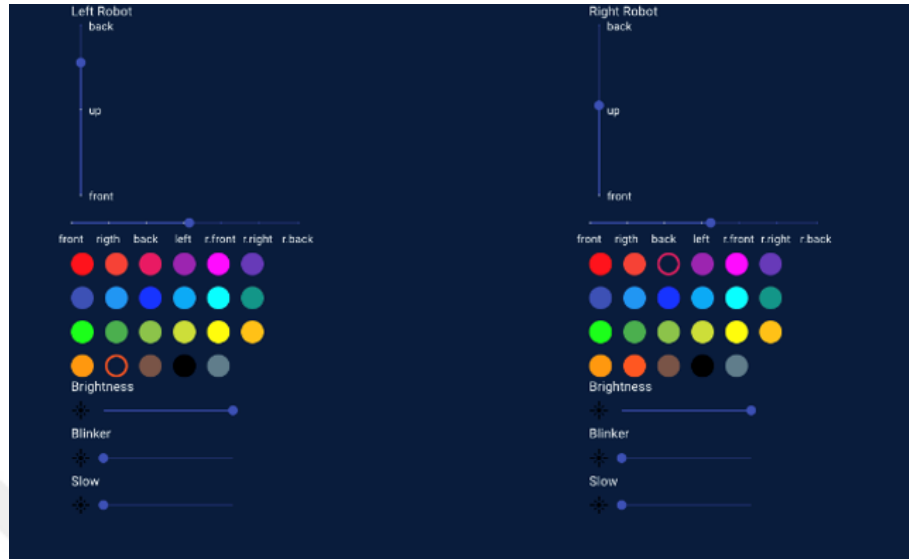 Left Robot
back
up
front
front rigth back left r.front r.right r.back
Brightness
Blinker
Slow
Right Robot
back
up
front
front rigth back left r.front r.right r.back
Brightness
Blinker
Slow